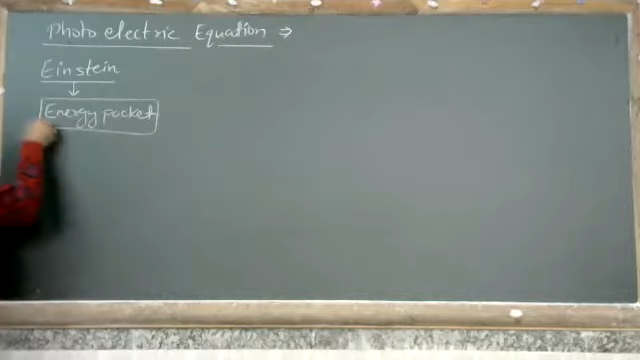 Photo electric Equation ⇒
Einstein
↓
Energy packet